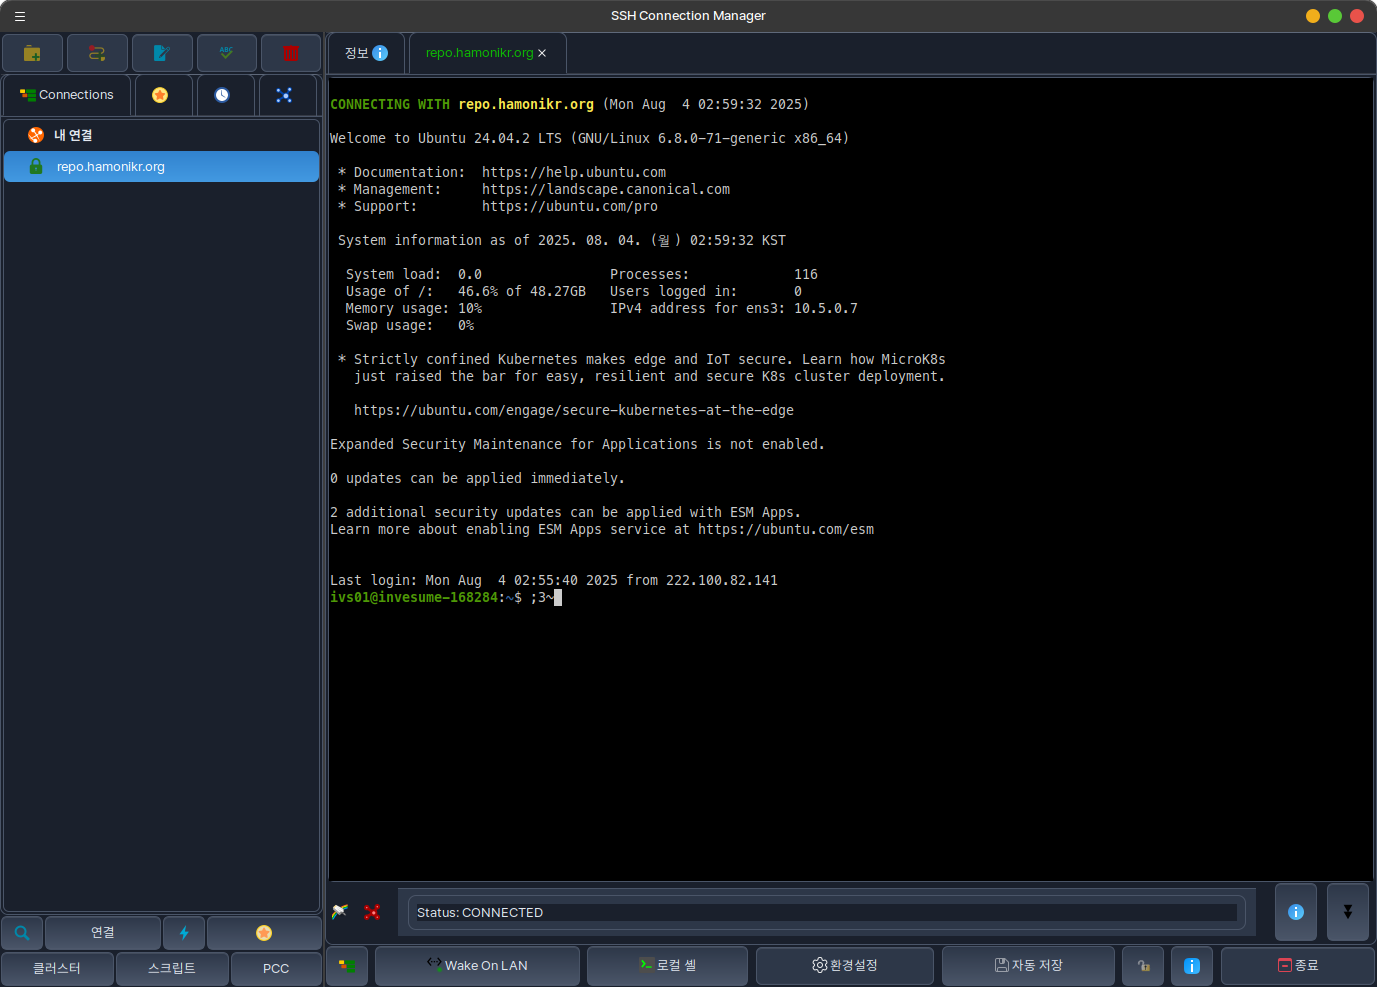 SSH Connection Manager
ABC
Connections
정보
repo.hamonikr.org
내 연결
repo.hamonikr.org
CONNECTING WITH repo.hamonikr.org (Mon Aug  4 02:59:32 2025)
Welcome to Ubuntu 24.04.2 LTS (GNU/Linux 6.8.0-71-generic x86_64)
* Documentation:  https://help.ubuntu.com
* Management:     https://landscape.canonical.com
* Support:        https://ubuntu.com/pro
System information as of 2025. 08. 04. (월) 02:59:32 KST
System load:  0.0                Processes:             116
Usage of /:   46.6% of 48.27GB   Users logged in:       0
Memory usage: 10%                IPv4 address for ens3: 10.5.0.7
Swap usage:   0%
* Strictly confined Kubernetes makes edge and IoT secure. Learn how MicroK8s
just raised the bar for easy, resilient and secure K8s cluster deployment.
https://ubuntu.com/engage/secure-kubernetes-at-the-edge
Expanded Security Maintenance for Applications is not enabled.
0 updates can be applied immediately.
2 additional security updates can be applied with ESM Apps.
Learn more about enabling ESM Apps service at https://ubuntu.com/esm
Last login: Mon Aug  4 02:55:40 2025 from 222.100.82.141
ivs01@invesume-168284:~$ ;3~
Status: CONNECTED
연결
클러스터
스크립트
PCC
Wake On LAN
로컬 셸
환경설정
자동 저장
종료